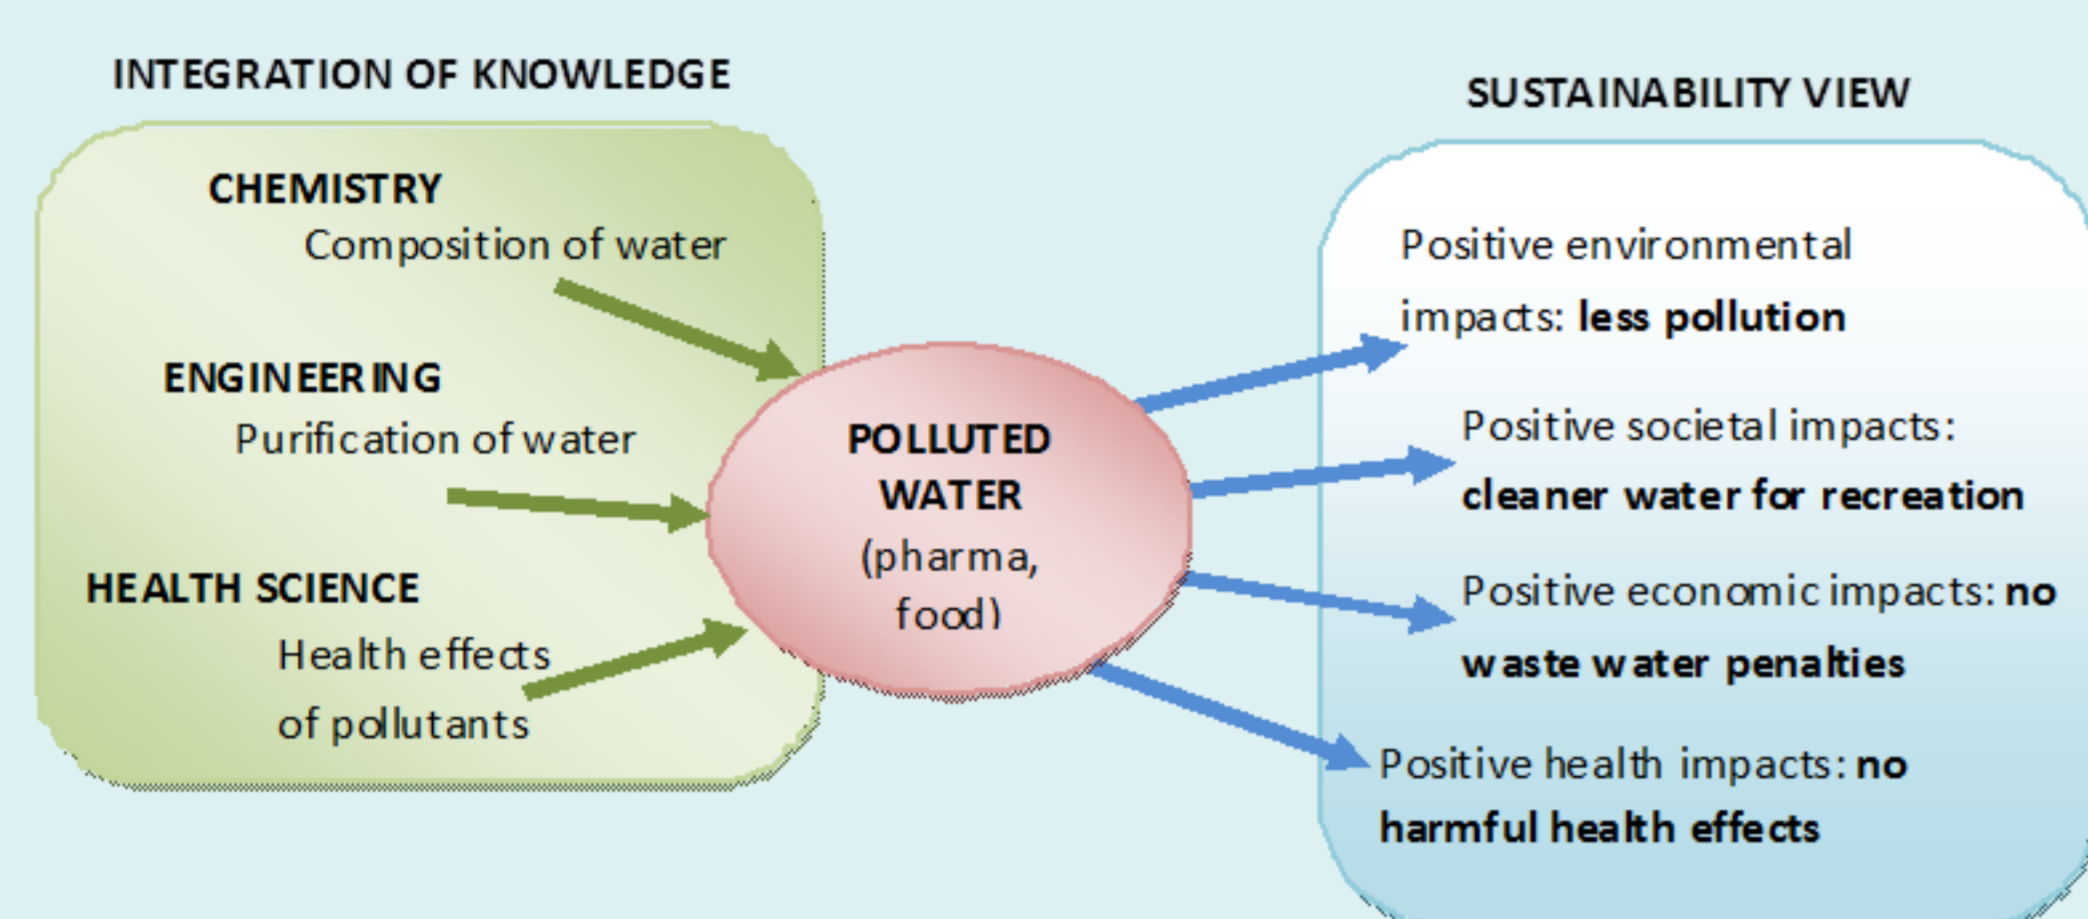 INTEGRATION OF KNOWLEDGE
CHEMISTRY
Composition of water
ENGINEERING
Purification of water
HEALTH SCIENCE
Health effects
of pollutants
POLLUTED
WATER
(pharma,
food)
SUSTAINABILITY VIEW
Positive environmental
impacts: less pollution
Positive societal impacts:
cleaner water for recreation
Positive economic impacts: no
waste water penalties
Positive health impacts: no
harmful health effects